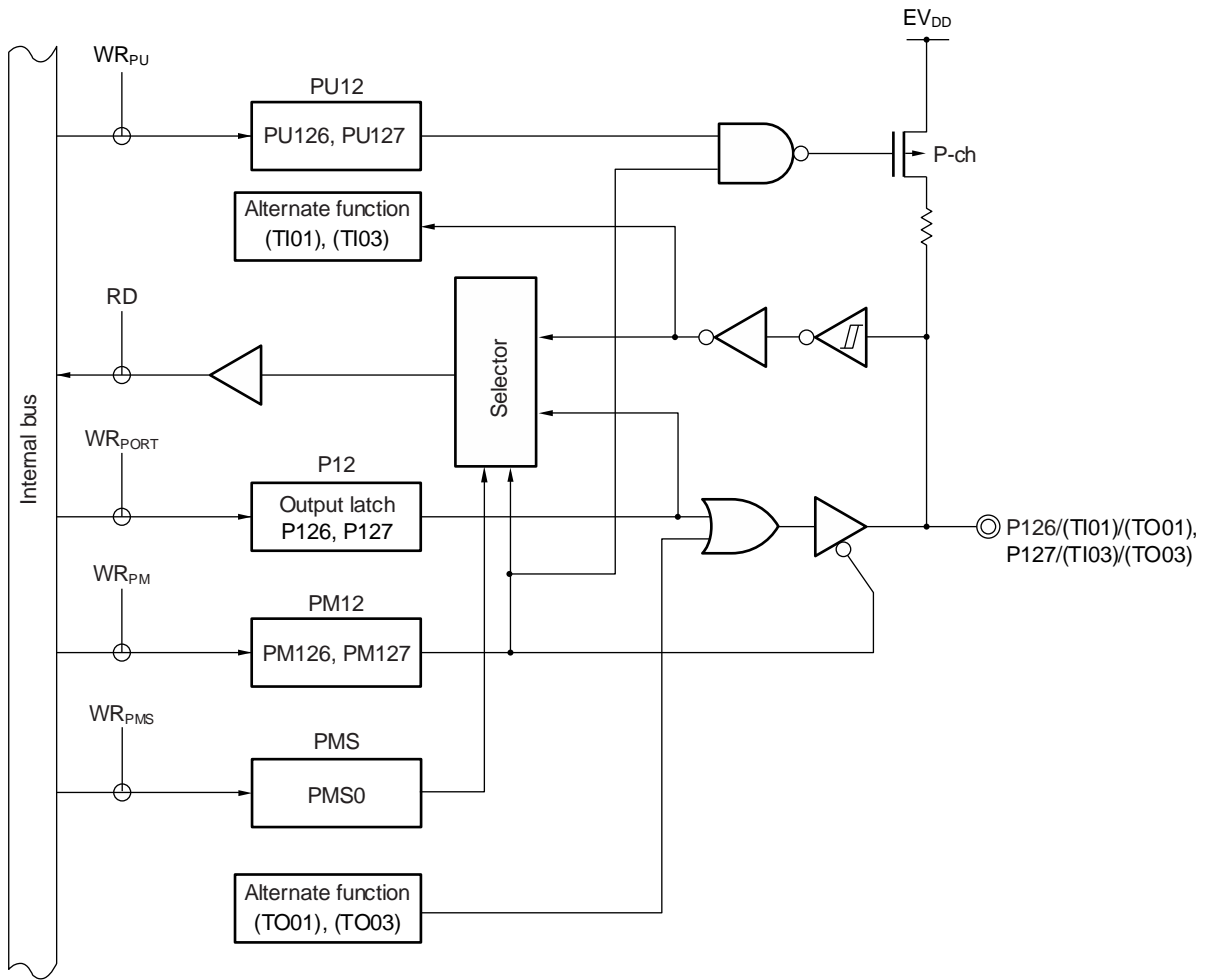 EVDD
WRPU
PU12
PU126, PU127
P-ch
Alternate function
(TI01), (TI03)
RD
Selector
Internal bus
WRPORT
P12
Output latch
P126, P127
P126/(TI01)/(TO01),
P127/(TI03)/(TO03)
WRPM
PM12
PM126, PM127
WRPMS
PMS
PMS0
Alternate function
(TO01), (TO03)